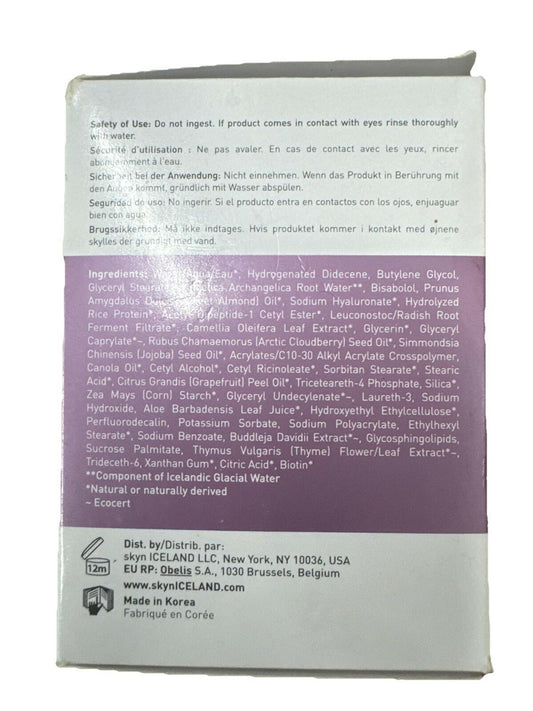 Safety of Use: Do not ingest. If product comes in contact with eyes rinse thoroughly
with water.
Sécurité d'utilisation : Ne pas avaler. En cas de contact avec les yeux, rincer
abondamment à l'eau.
Sicherheit bei der Anwendung: Nicht einnehmen. Wenn das Produkt in Berührung mit
den Augen kommt, gründlich mit Wasser abspülen.
Seguridad de uso: No ingerir. Si el producto entra en contactos con los ojos, enjuaguar
bien con agua.
Brugssikkerhed: Må ikke indtages. Hvis produktet kommer i kontakt med øjnene
skylles der grundigt med vand.
Ingredients: Water/Aqua/Eau*, Hydrogenated Didecene, Butylene Glycol,
Glyceryl Stearate, Angelica Archangelica Root Water**, Bisabolol, Prunus
Amygdalus Dulcis (Sweet Almond) Oil*, Sodium Hyaluronate*, Hydrolyzed
Rice Protein*, Acetyl Dipeptide-1 Cetyl Ester*, Leuconostoc/Radish Root
Ferment Filtrate*, Camellia Oleifera Leaf Extract*, Glycerin*, Glyceryl
Caprylate*~, Rubus Chamaemorus (Arctic Cloudberry) Seed Oil*, Simmondsia
Chinensis (Jojoba) Seed Oil*, Acrylates/C10-30 Alkyl Acrylate Crosspolymer,
Canola Oil*, Cetyl Alcohol*, Cetyl Ricinoleate*, Sorbitan Stearate*, Stearic
Acid*, Citrus Grandis (Grapefruit) Peel Oil*, Triceteareth-4 Phosphate, Silica*,
Zea Mays (Corn) Starch*, Glyceryl Undecylenate*~, Laureth-3, Sodium
Hydroxide, Aloe Barbadensis Leaf Juice*, Hydroxyethyl Ethylcellulose*,
Perfluorodecalin, Potassium Sorbate, Sodium Polyacrylate, Ethylhexyl
Stearate*, Sodium Benzoate, Buddleja Davidii Extract*~, Glycosphingolipids,
Sucrose Palmitate, Thymus Vulgaris (Thyme) Flower/Leaf Extract*~,
Trideceth-6, Xanthan Gum*, Citric Acid*, Biotin*
**Component of Icelandic Glacial Water
*Natural or naturally derived
~ Ecocert
12m
Dist. by/Distrib. par:
skyn ICELAND LLC, New York, NY 10036, USA
EU RP: Obelis S.A., 1030 Brussels, Belgium
www.skynICELAND.com
Made in Korea
Fabriqué en Corée